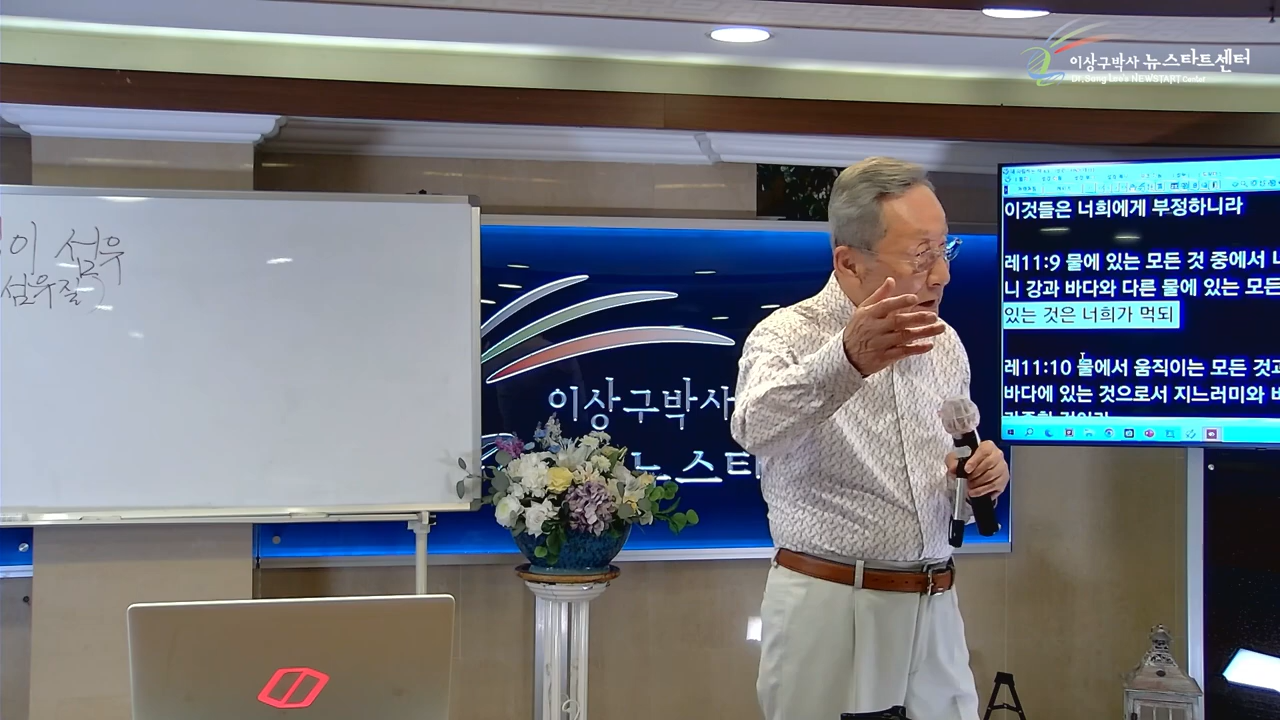 이상구박사 뉴스타트센터
Dr. Sang Lee's NEWSTART Center
이 섬유
섬유질
이상구박사
뉴스타
이것들은 너희에게 부정하니라
레11:9 물에 있는 모든 것 중에서
니 강과 바다와 다른 물에 있는 모든
있는 것은 너희가 먹되
레11:10 물에서 움직이는 모든 것과
바다에 있는 것으로서 지느러미와